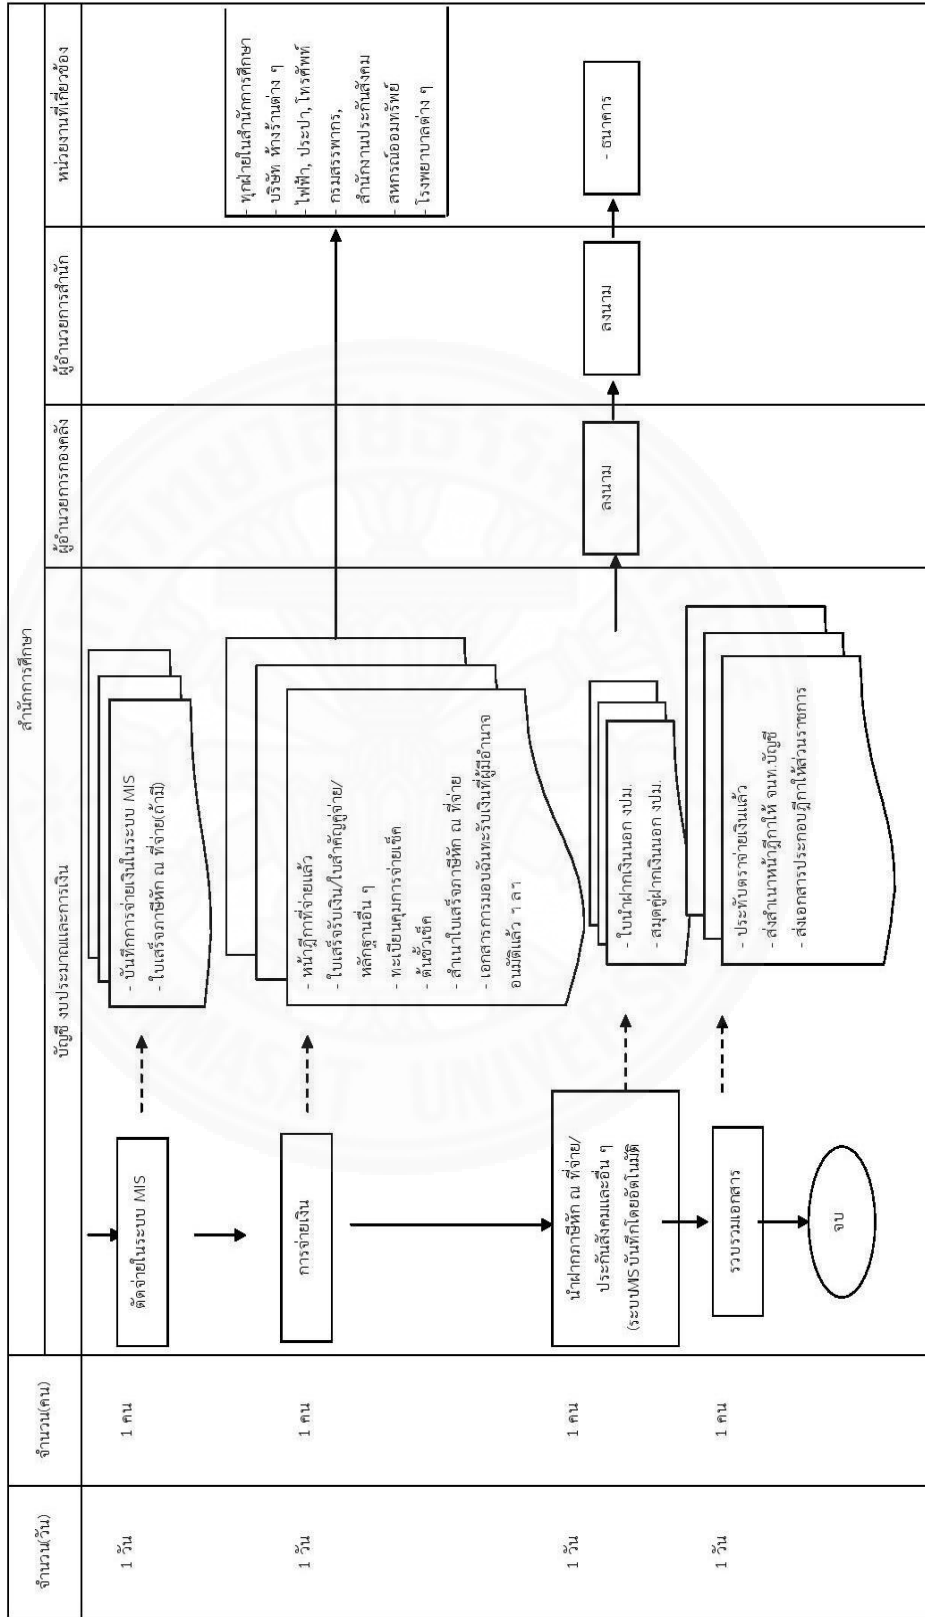 จำนวน(วัน)
จำนวน(คน)
สำนักการศึกษา
บัญชี งบประมาณและการเงิน
ผู้อำนวยการกองคลัง
ผู้อำนวยการสำนัก
หน่วยงานที่เกี่ยวข้อง
1 วัน
1 คน
ตัดจ่ายในระบบ MIS
- บันทึกการจ่ายเงินในระบบ MIS
- ใบเสร็จภาษีหัก ณ ที่จ่าย(ถ้ามี)
1 วัน
1 คน
การจ่ายเงิน
- หน้าฎีกาที่จ่ายแล้ว
- ใบเสร็จรับเงิน/ใบสำคัญคู่จ่าย/
หลักฐานอื่น ๆ
- ทะเบียนคุมการจ่ายเช็ค
- ต้นขั้วเช็ค
- สำเนาใบเสร็จภาษีหัก ณ ที่จ่าย
- เอกสารการมอบฉันทะรับเงินที่ผู้มีอำนาจ
อนุมัติแล้ว ฯ ลฯ
- ทุกฝ่ายในสำนักการศึกษา
- บริษัท ห้างร้านต่าง ๆ
- ไฟฟ้า, ประปา, โทรศัพท์
- กรมสรรพากร,
สำนักงานประกันสังคม
- สหกรณ์ออมทรัพย์
- โรงพยาบาลต่าง ๆ
1 วัน
1 คน
นำฝากภาษีหัก ณ ที่จ่าย/
ประกันสังคมและอื่น ๆ
(ระบบMISบันทึกโดยอัตโนมัติ
- ใบนำฝากเงินนอก งปม.
- สมุดคู่ฝากเงินนอก งปม.
ลงนาม
ลงนาม
- ธนาคาร
1 วัน
1 คน
รวบรวมเอกสาร
- ประทับตราจ่ายเงินแล้ว
- ส่งสำเนาหน้าฎีกาให้ จนท.บัญชี
- ส่งเอกสารประกอบฎีกาให้ส่วนราชการ
จบ